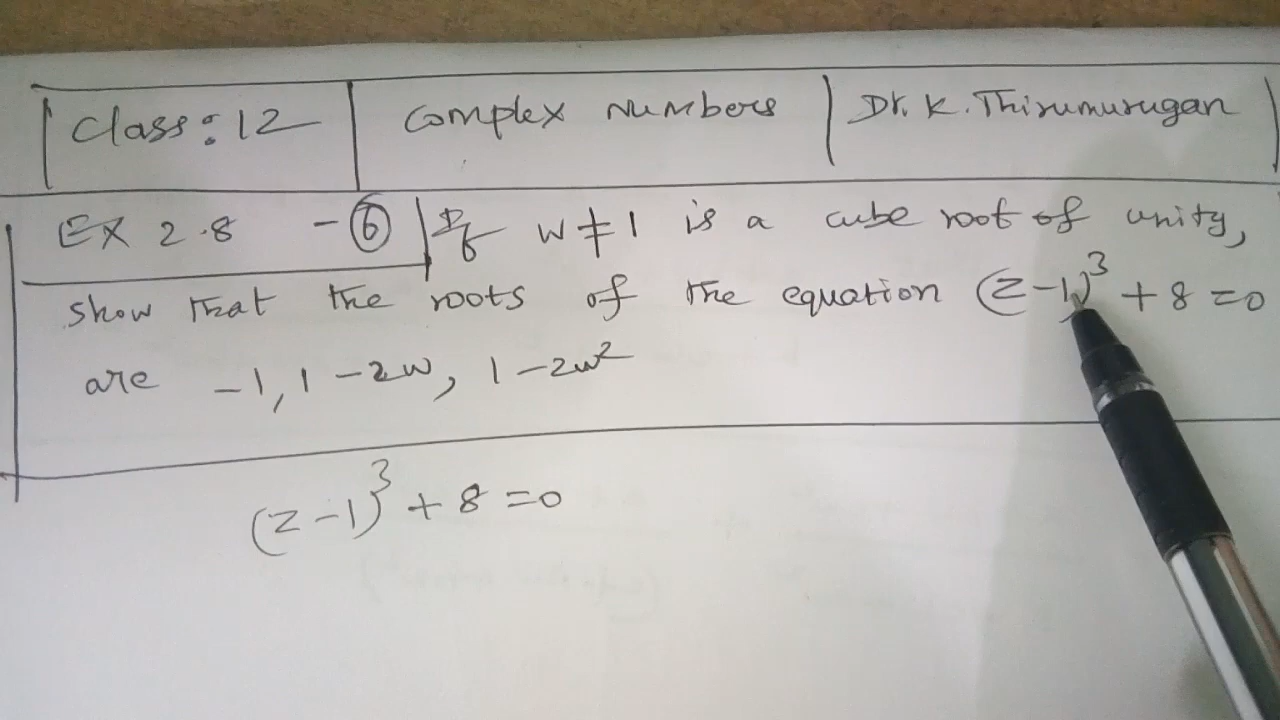 Class: 12 Complex Numbers Dr. K. Thirumurugan
EX 2.8 - ⑥ If w ≠ 1 is a cube root of unity,
show that the roots of the equation (z-1)³ + 8 = 0
are -1, 1-2w, 1-2w²
(z-1)³ + 8 = 0